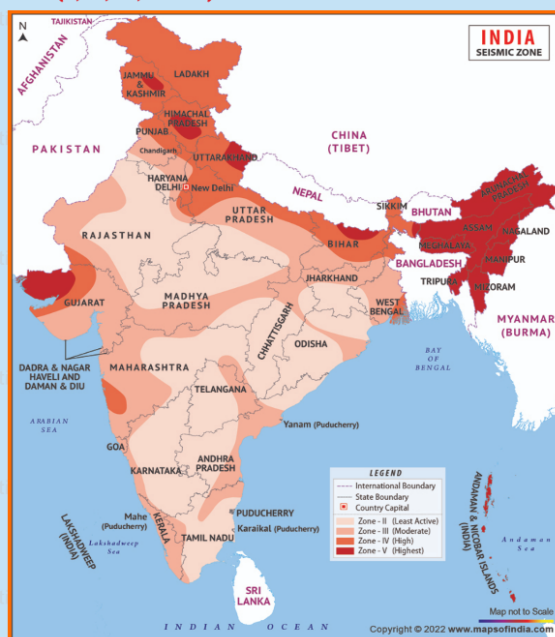 TAJIKISTAN
N
AFGHANISTAN
INDIA
SEISMIC ZONE
LADAKH
JAMMU
&
KASHMIR
HIMACHAL
PRADESH
PUNJAB
Chandigarh
UTTARAKHAND
PAKISTAN
CHINA
(TIBET)
HARYANA
DELHI
New Delhi
NEPAL
ARUNACHAL
PRADESH
SIKKIM
BHUTAN
UTTAR
PRADESH
RAJASTHAN
ASSAM
NAGALAND
BIHAR
MEGHALAYA
MANIPUR
BANGLADESH
JHARKHAND
TRIPURA
MIZORAM
GUJARAT
MADHYA
PRADESH
WEST
BENGAL
CHHATTISGARH
MYANMAR
(BURMA)
ODISHA
DADRA & NAGAR
HAVELI AND
DAMAN & DIU
MAHARASHTRA
BAY
OF
BENGAL
TELANGANA
ARABIAN
SEA
Yanam (Puducherry)
GOA
ANDHRA
PRADESH
KARNATAKA
LEGEND
International Boundary
State Boundary
Country Capital
Zone - II (Least Active)
Zone - III (Moderate)
Zone - IV (High)
Zone - V (Highest)
ANDAMAN & NICOBAR ISLANDS
(INDIA)
Andaman
Sea
PUDUCHERRY
Mahe
(Puducherry)
Karaikal (Puducherry)
LAKSHADWEEP
(INDIA)
Lakshadweep
Sea
KERALA
TAMIL NADU
SRI
LANKA
Map not to Scale
INDIAN OCEAN
Copyright © 2022 www.mapsofindia.com